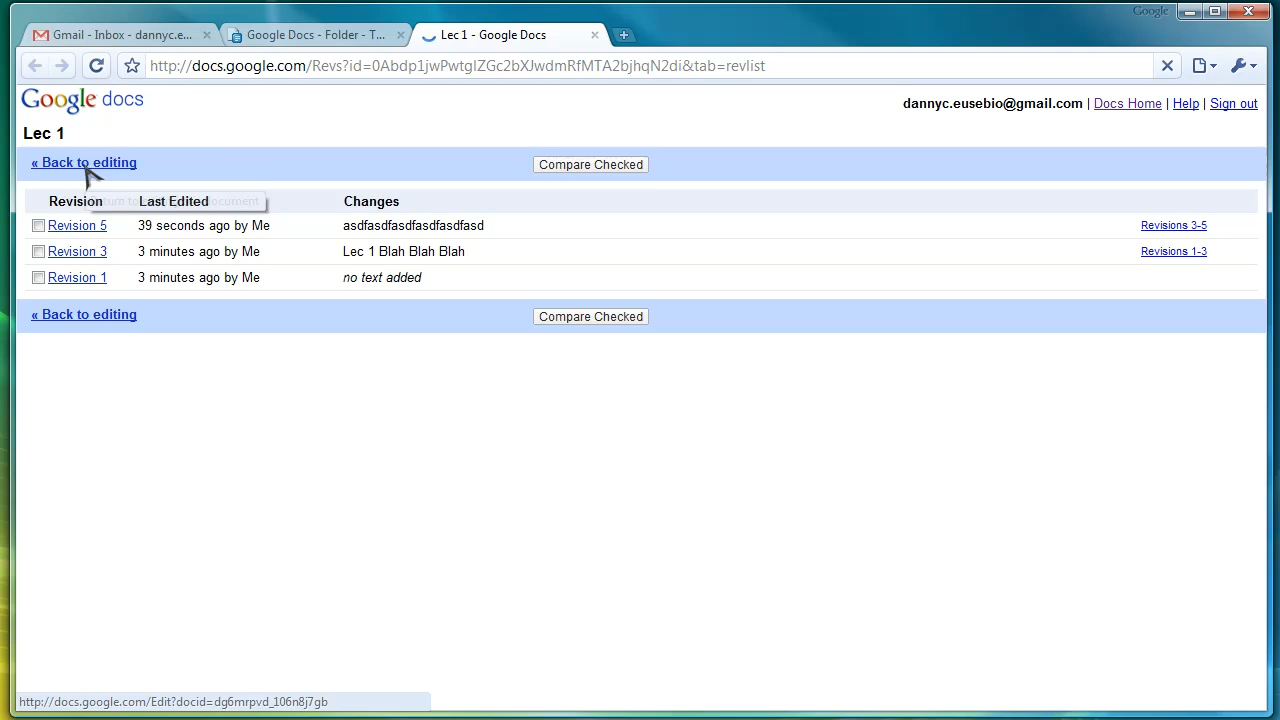 Google
Gmail - Inbox - dannyc.e...
Google Docs - Folder - T...
Lec 1 - Google Docs
http://docs.google.com/Revs?id=0Abdp1jwPwtglZGc2bXJwdmRfMTA2bjhqN2di&tab=revlist
Google docs
dannyc.eusebio@gmail.com | Docs Home | Help | Sign out
Lec 1
« Back to editing
Compare Checked
Revision Last Edited Changes
Revision 5 39 seconds ago by Me asdfasdfasdfasdfasdfasd Revisions 3-5
Revision 3 3 minutes ago by Me Lec 1 Blah Blah Blah Revisions 1-3
Revision 1 3 minutes ago by Me no text added
« Back to editing
Compare Checked
http://docs.google.com/Edit?docid=dg6mrpvd_106n8j7gb